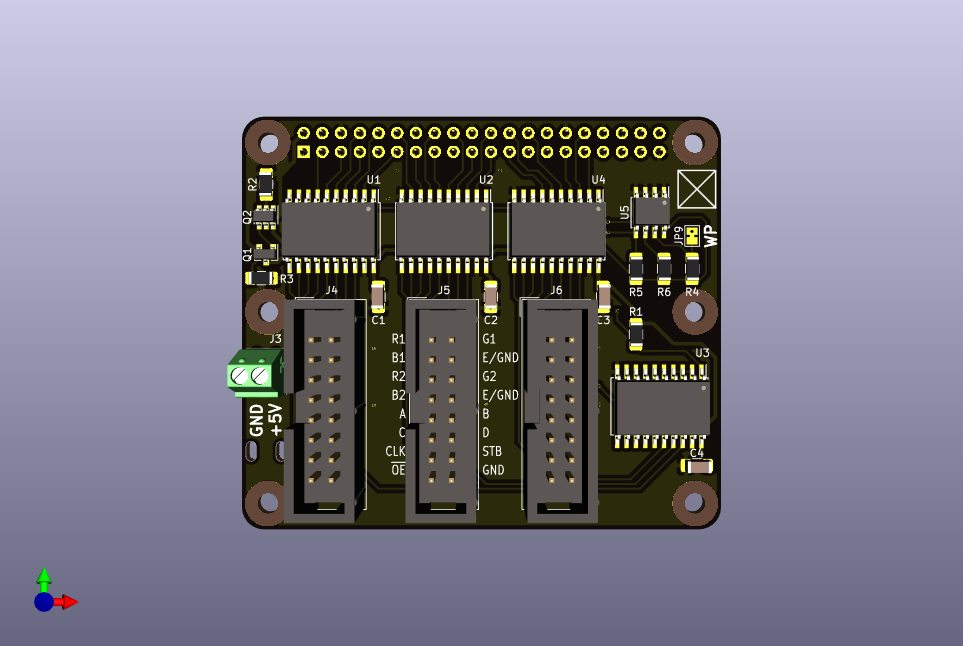 U1
U2
U4
R2
U5
Q2
JP9
WP
Q1
R3
R5
R6
R4
J4
J5
J6
C1
C2
C3
R1
J3
R1
G1
U3
B1
E/GND
R2
G2
B2
E/GND
A
B
GND
+5V
C
D
CLK
STB
C4
OE
GND